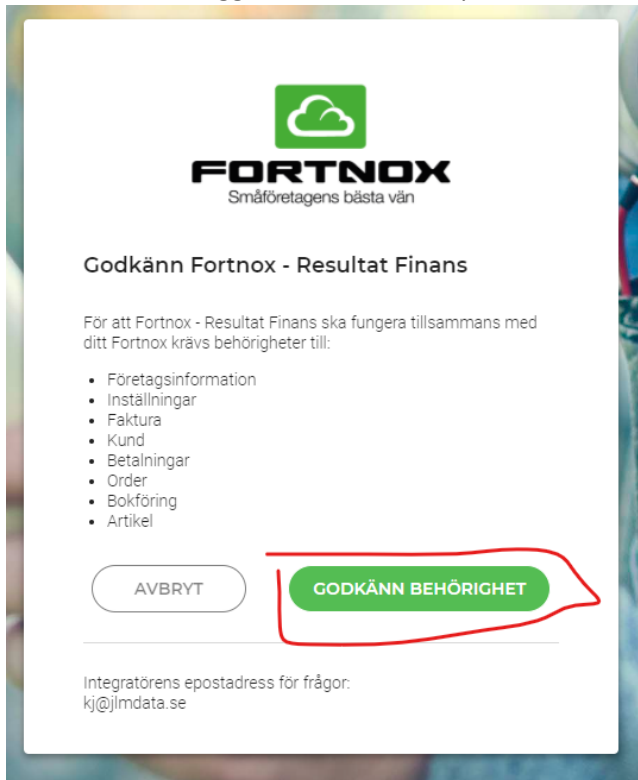 FORTNOX
Småföretagens bästa vän
Godkänn Fortnox - Resultat Finans
För att Fortnox - Resultat Finans ska fungera tillsammans med
ditt Fortnox krävs behörigheter till:
• Företagsinformation
• Inställningar
• Faktura
• Kund
• Betalningar
• Order
• Bokföring
• Artikel
AVBRYT
GODKÄNN BEHÖRIGHET
Integratörens epostadress för frågor:
kj@jlmdata.se